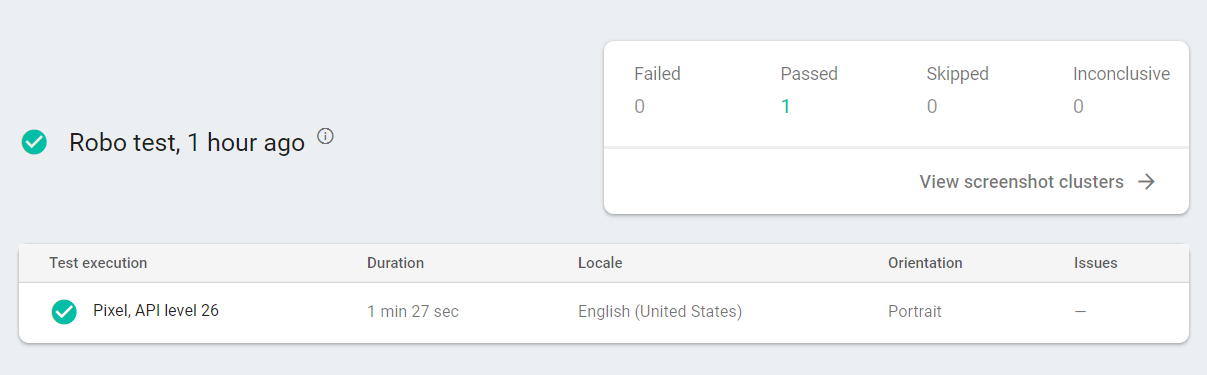 Failed Passed Skipped Inconclusive
0 1 0 0
Robo test, 1 hour ago
View screenshot clusters
Test execution Duration Locale Orientation Issues
Pixel, API level 26 1 min 27 sec English (United States) Portrait —